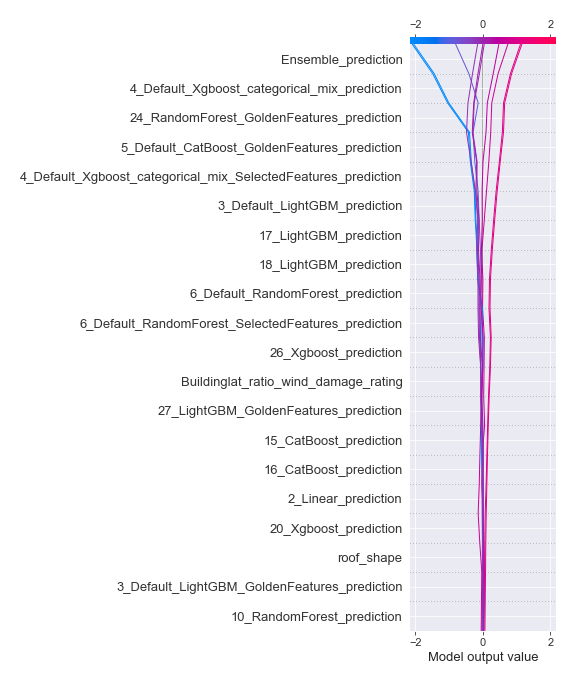 −2 0 2
Ensemble_prediction
4_Default_Xgboost_categorical_mix_prediction
24_RandomForest_GoldenFeatures_prediction
5_Default_CatBoost_GoldenFeatures_prediction
4_Default_Xgboost_categorical_mix_SelectedFeatures_prediction
3_Default_LightGBM_prediction
17_LightGBM_prediction
18_LightGBM_prediction
6_Default_RandomForest_prediction
6_Default_RandomForest_SelectedFeatures_prediction
26_Xgboost_prediction
Buildinglat_ratio_wind_damage_rating
27_LightGBM_GoldenFeatures_prediction
15_CatBoost_prediction
16_CatBoost_prediction
2_Linear_prediction
20_Xgboost_prediction
roof_shape
3_Default_LightGBM_GoldenFeatures_prediction
10_RandomForest_prediction
−2 0 2
Model output value